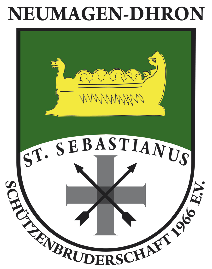 NEUMAGEN-DHRON
ST. SEBASTIANUS
SCHÜTZENBRUDERSCHAFT 1966 E.V.